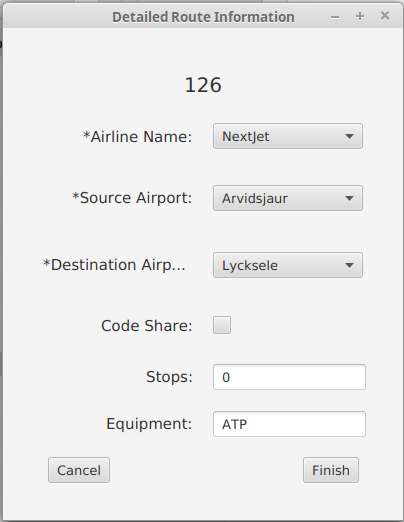 Detailed Route Information
126
*Airline Name: NextJet
*Source Airport: Arvidsjaur
*Destination Airp... Lycksele
Code Share:
Stops: 0
Equipment: ATP
Cancel Finish